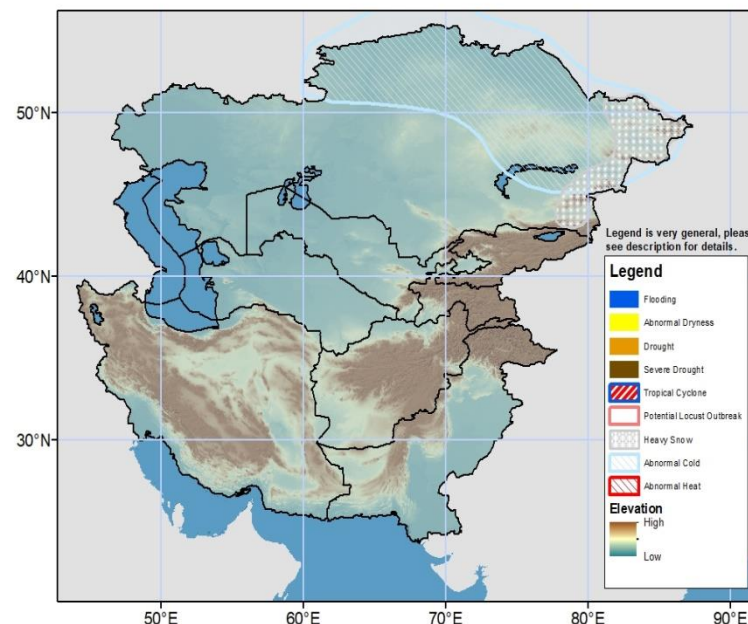 50°N
40°N
30°N
Legend is very general, pleas
see description for details.
Legend
Flooding
Abnormal Dryness
Drought
Severe Drought
Tropical Cyclone
Potential Locust Outbreak
Heavy Snow
Abnormal Cold
Abnormal Heat
Elevation
High
Low
50°E
60°E
70°E
80°E
90°E